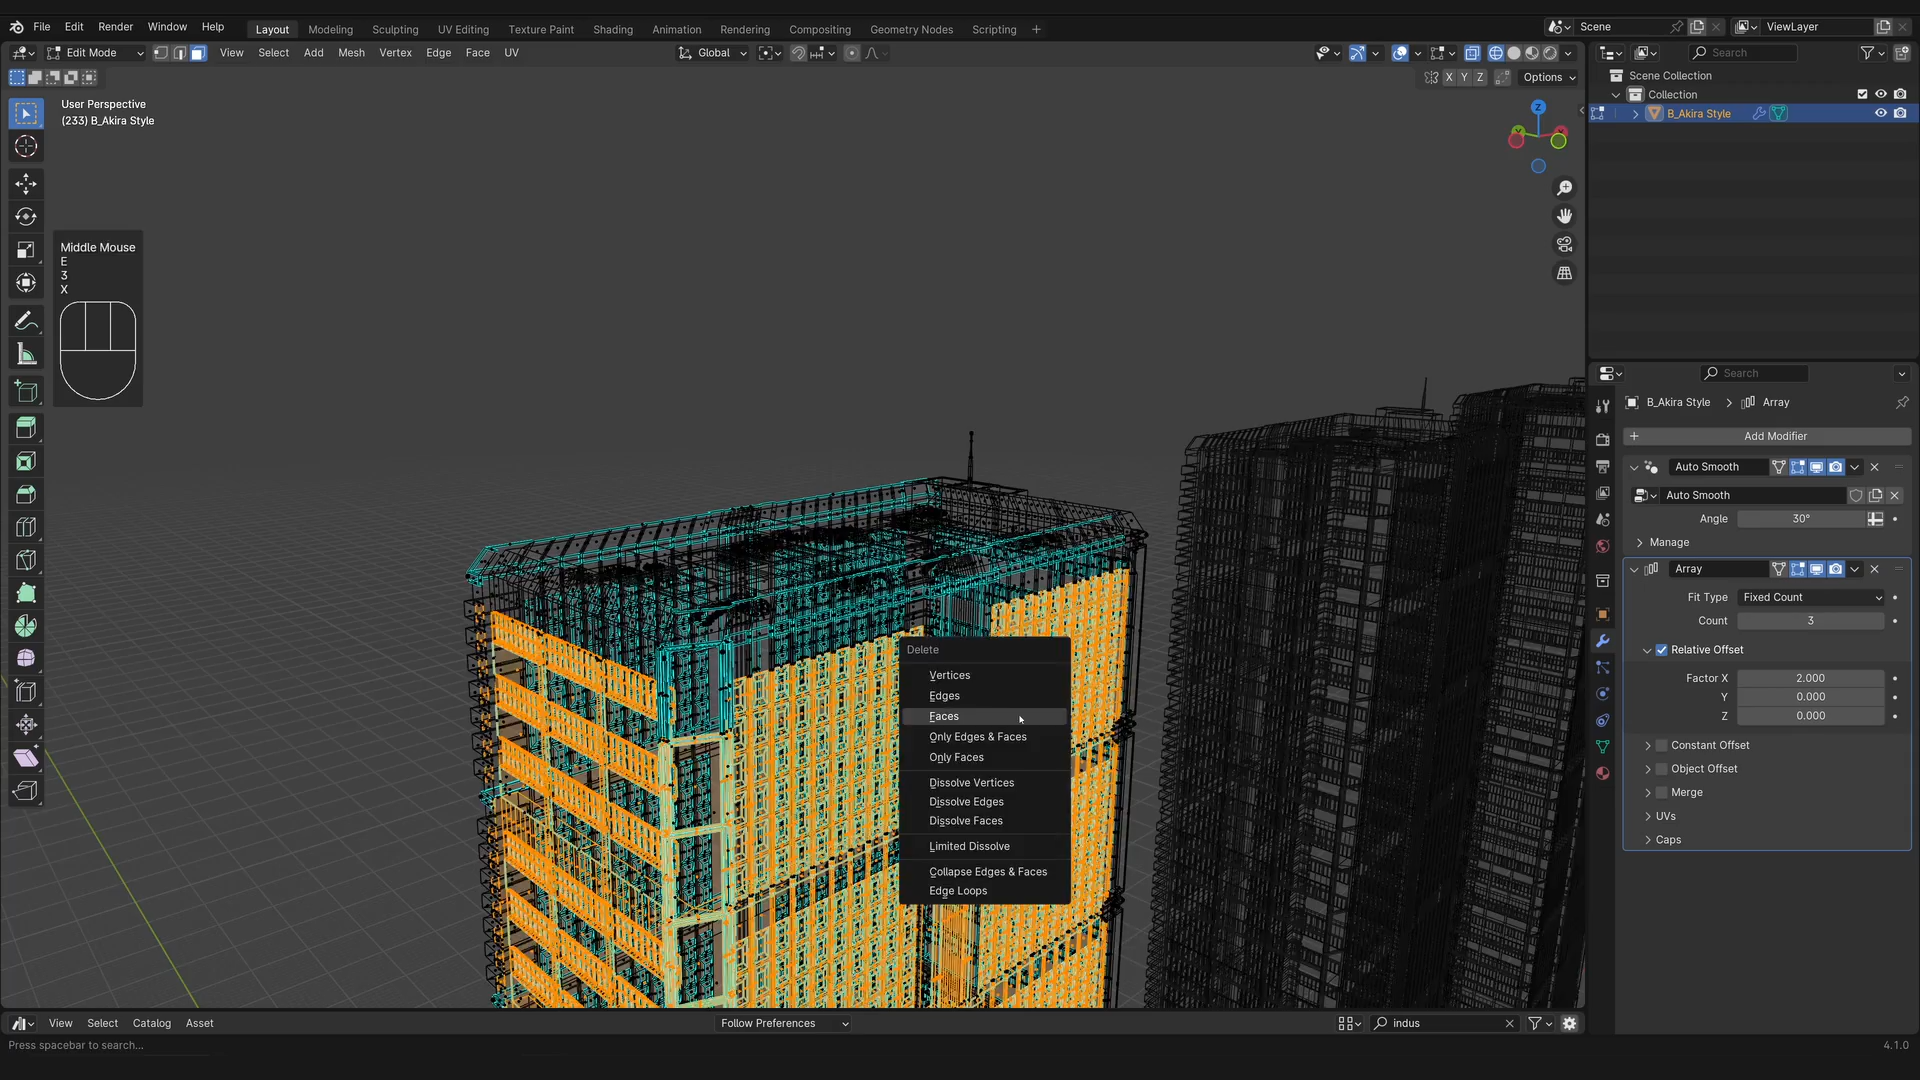 File Edit Render Window Help
Layout Modeling Sculpting UV Editing Texture Paint Shading Animation Rendering Compositing Geometry Nodes Scripting +
Scene
ViewLayer
Edit Mode
View Select Add Mesh Vertex Edge Face UV
Global
Search
X Y Z
Options
User Perspective
(233) B_Akira Style
Scene Collection
Collection
B_Akira Style
Z
Middle Mouse
E
3
X
Delete
Vertices
Edges
Faces
Only Edges & Faces
Only Faces
Dissolve Vertices
Dissolve Edges
Dissolve Faces
Limited Dissolve
Collapse Edges & Faces
Edge Loops
Search
B_Akira Style > Array
+ Add Modifier
Auto Smooth
Auto Smooth
Angle 30°
Manage
Array
Fit Type Fixed Count
Count 3
Relative Offset
Factor X 2.000
Y 0.000
Z 0.000
Constant Offset
Object Offset
Merge
UVs
Caps
View Select Catalog Asset
Follow Preferences
indus
Press spacebar to search...
4.1.0